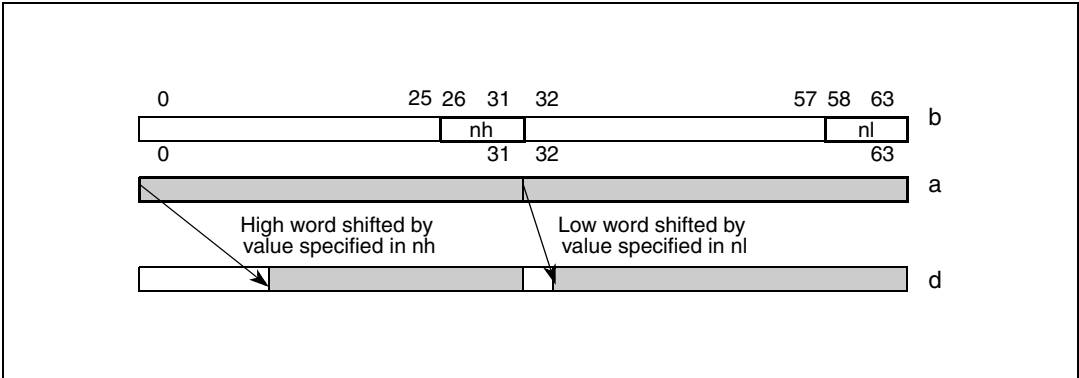 0 25 26 31 32 57 58 63
nh nl b
0 31 32 63
a
High word shifted by
value specified in nh
Low word shifted by
value specified in nl
d